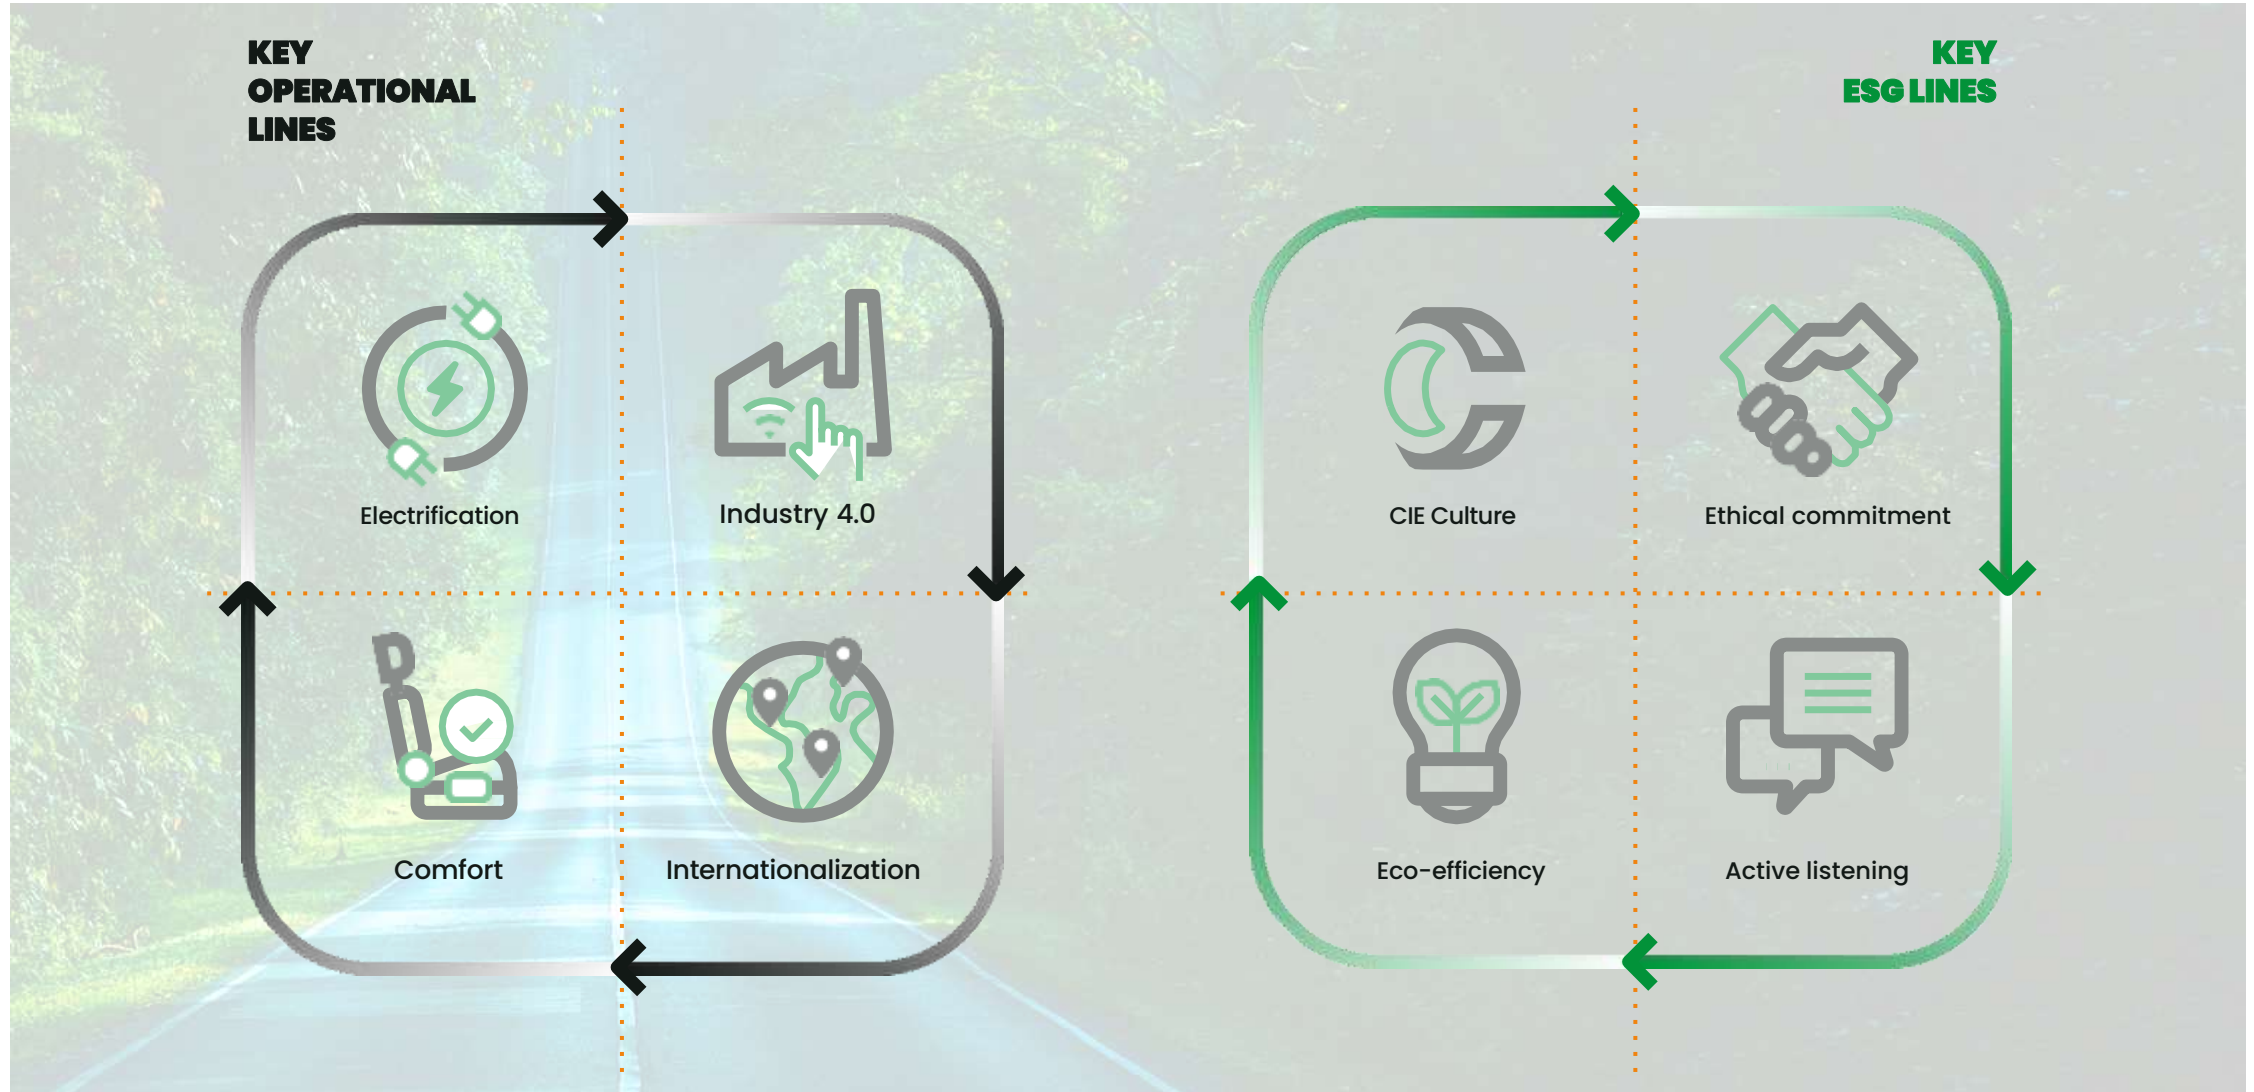 KEY
OPERATIONAL
LINES
Electrification
Industry 4.0
Comfort
Internationalization
KEY
ESG LINES
CIE Culture
Ethical commitment
Eco-efficiency
Active listening